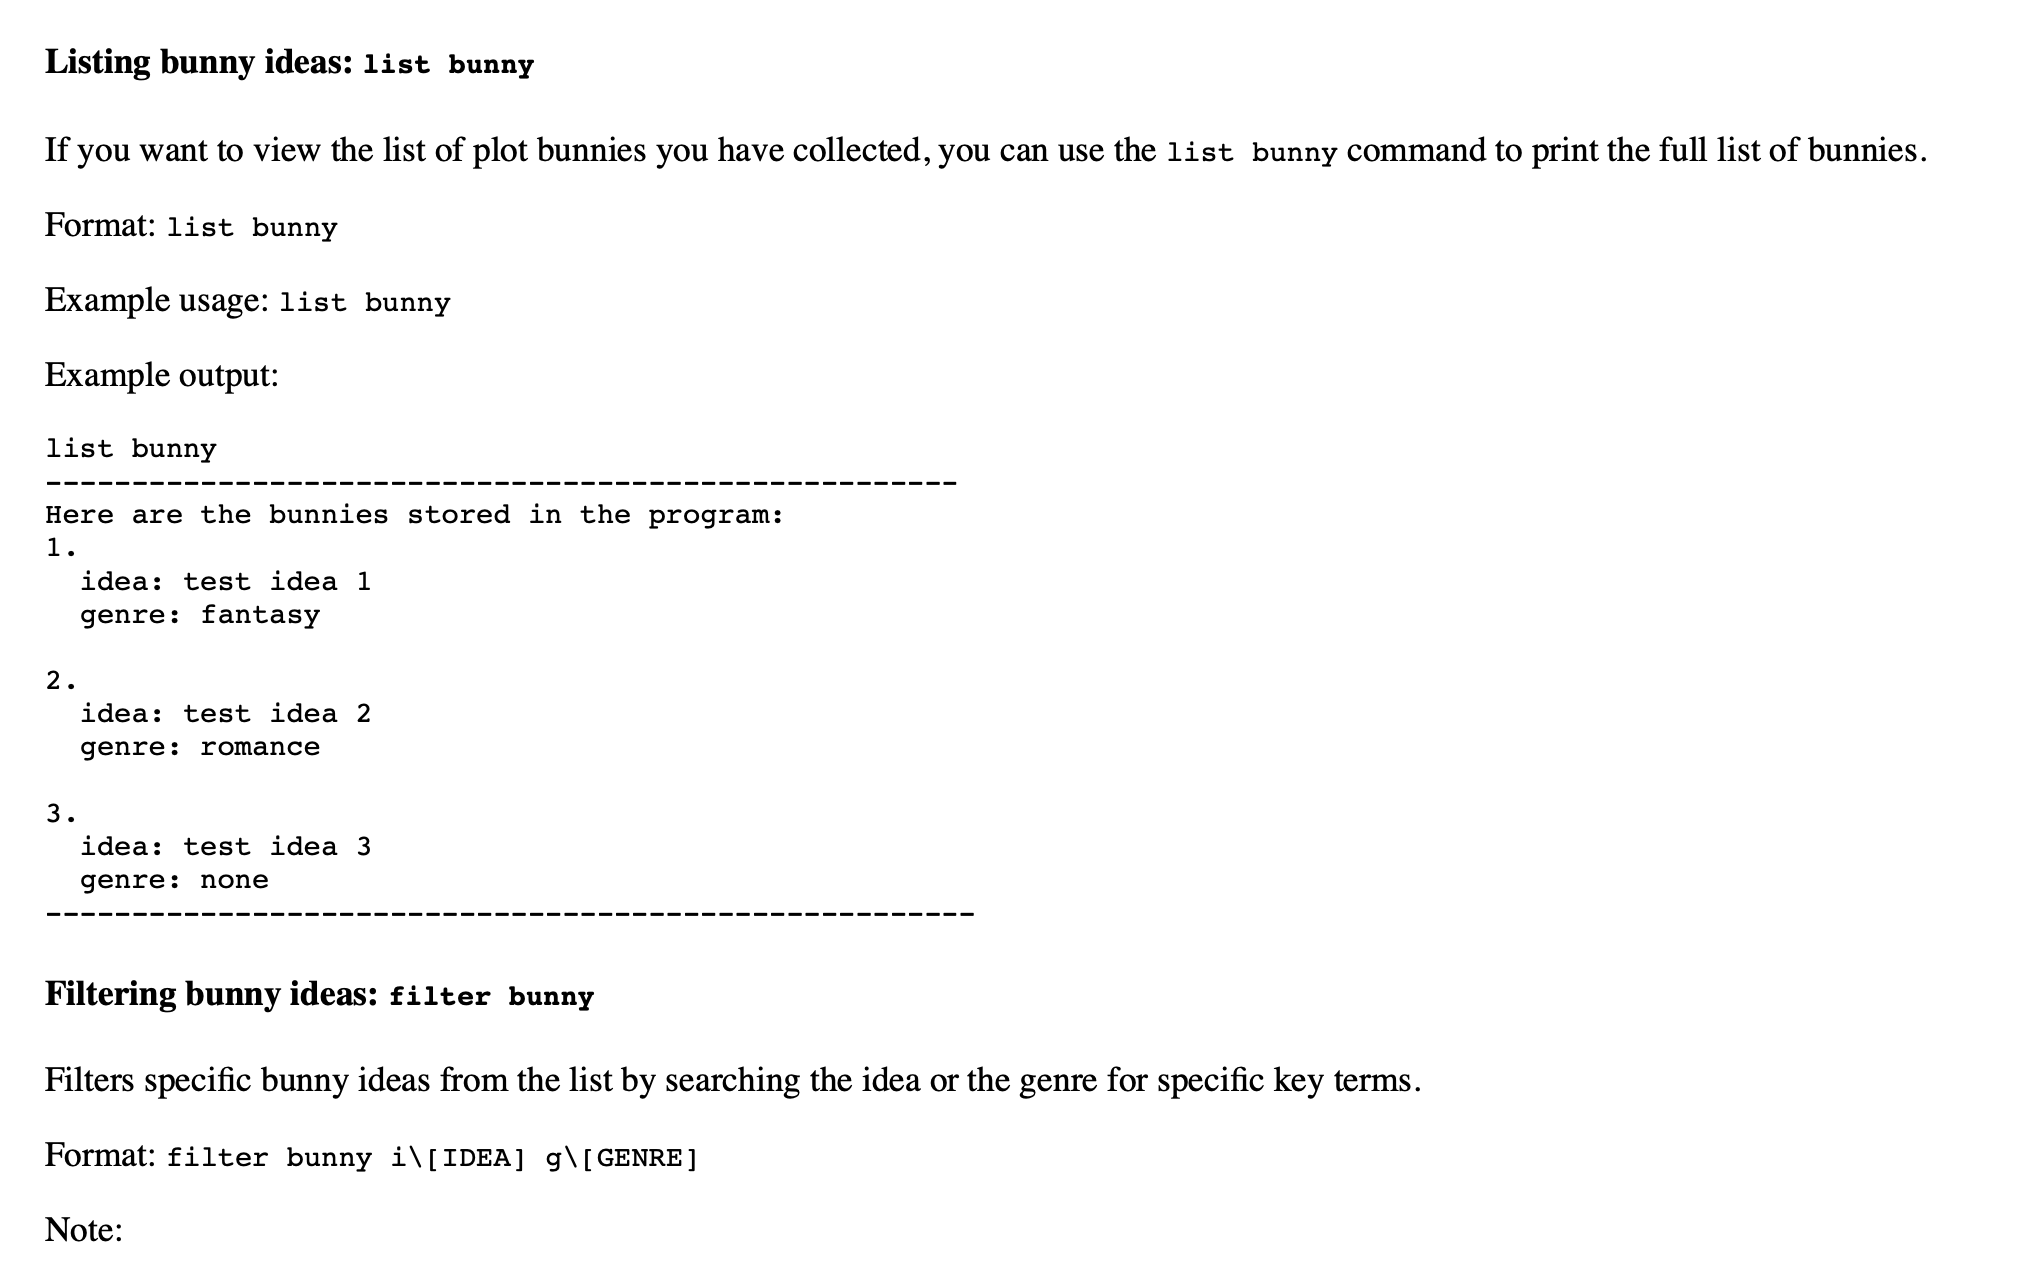 Listing bunny ideas: list bunny
If you want to view the list of plot bunnies you have collected, you can use the list bunny command to print the full list of bunnies.
Format: list bunny
Example usage: list bunny
Example output:
list bunny
-----------------------------------------------------
Here are the bunnies stored in the program:
1.
  idea: test idea 1
  genre: fantasy
2.
  idea: test idea 2
  genre: romance
3.
  idea: test idea 3
  genre: none
------------------------------------------------------
Filtering bunny ideas: filter bunny
Filters specific bunny ideas from the list by searching the idea or the genre for specific key terms.
Format: filter bunny i\[IDEA] g\[GENRE]
Note: